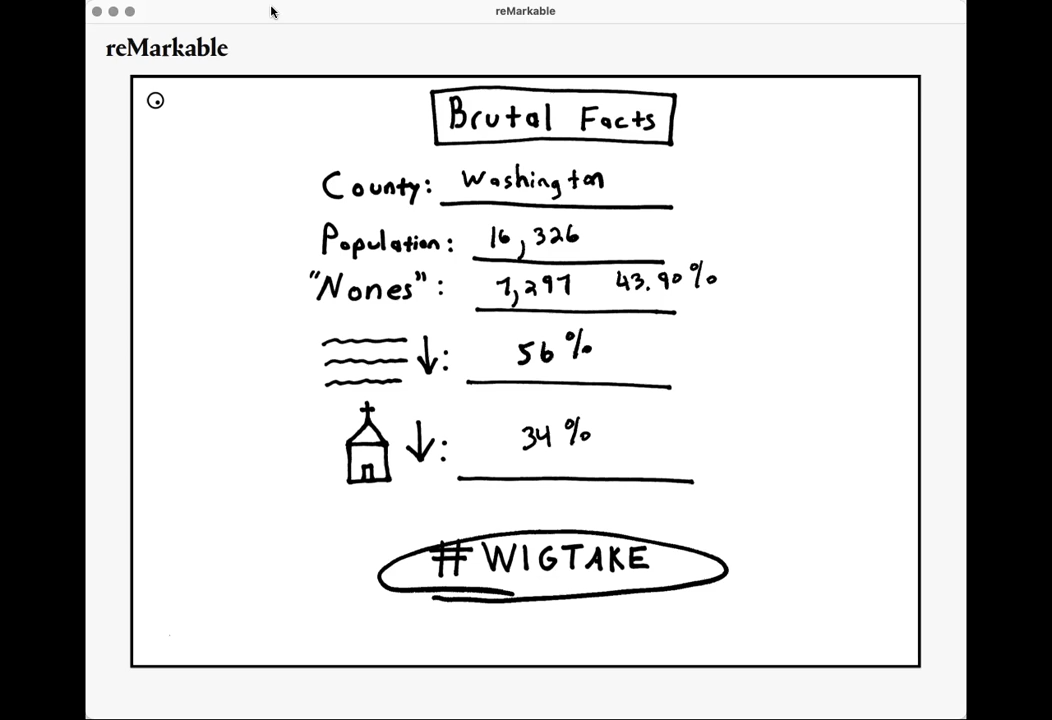 reMarkable
reMarkable
Brutal Facts
County: Washington
Population: 16,326
"Nones": 7,297 43.90%
↓: 56%
↓: 34%
#WIGTAKE